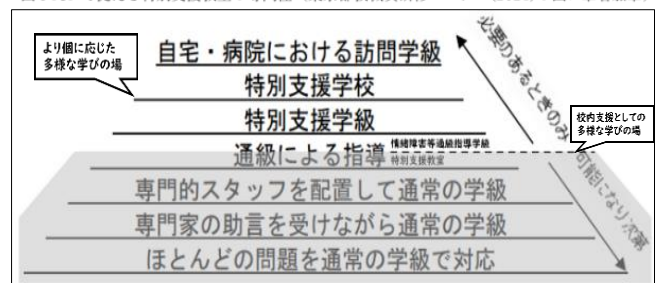 より個に応じた
多様な学びの場
自宅・病院における訪問学級
特別支援学校
特別支援学級
通級による指導
情緒障害等通級指導学級
特別支援教室
専門的スタッフを配置して通常の学級
専門家の助言を受けながら通常の学級
ほとんどの問題を通常の学級で対応
必要のあるときのみ
校内支援としての
多様な学びの場
可能になり次第